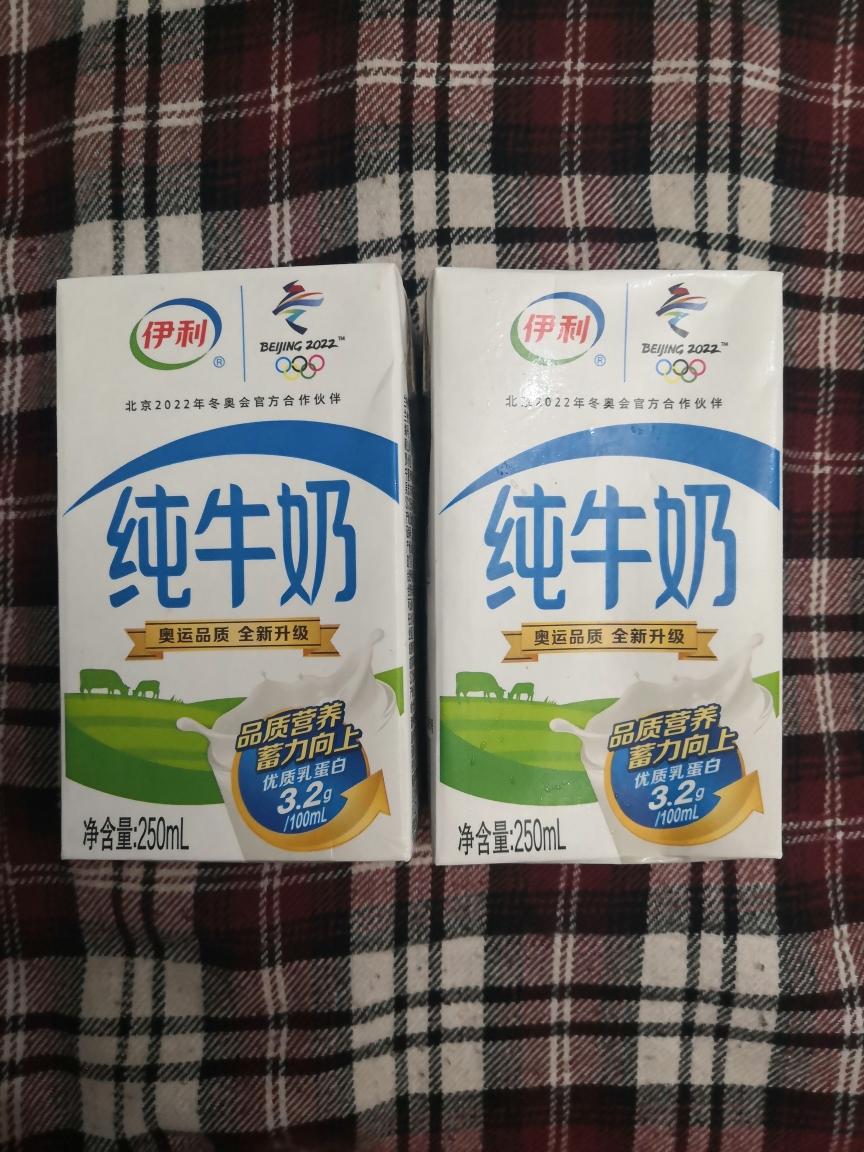 伊利
®
BEIJING 2022™
北京2022年冬奥会官方合作伙伴
纯牛奶
奥运品质 全新升级
品质营养
蓄力向上
优质乳蛋白
3.2g
/100mL
净含量:250mL
伊利
®
BEIJING 2022™
北京2022年冬奥会官方合作伙伴
纯牛奶
奥运品质 全新升级
品质营养
蓄力向上
优质乳蛋白
3.2g
/100mL
净含量:250mL